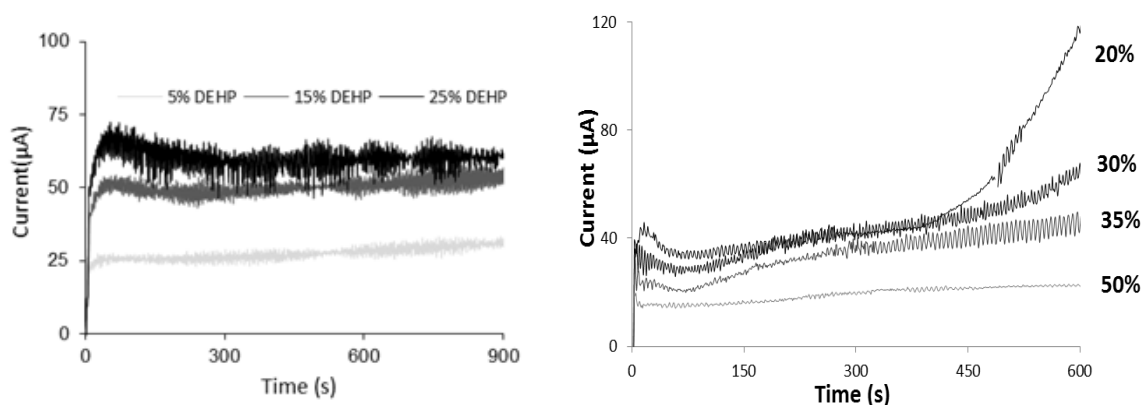 100
75
50
25
0
Current(µA)
5% DEHP 15% DEHP 25% DEHP
0 300 600 900
Time (s)
120
80
40
0
Current (µA)
20%
30%
35%
50%
0 150 300 450 600
Time (s)